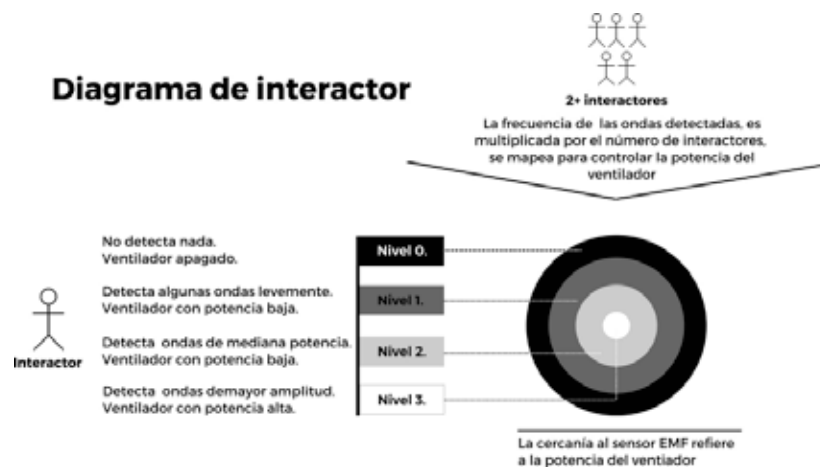 Diagrama de interactor
2+ interactores
La frecuencia de las ondas detectadas, es
multiplicada por el número de interactores,
se mapea para controlar la potencia del
ventilador
No detecta nada.
Ventilador apagado.
Nivel 0.
Detecta algunas ondas levemente.
Ventilador con potencia baja.
Nivel 1.
Detecta ondas de mediana potencia.
Ventilador con potencia baja.
Nivel 2.
Interactor
Detecta ondas demayor amplitud.
Ventilador con potencia alta.
Nivel 3.
La cercanía al sensor EMF refiere
a la potencia del ventiador